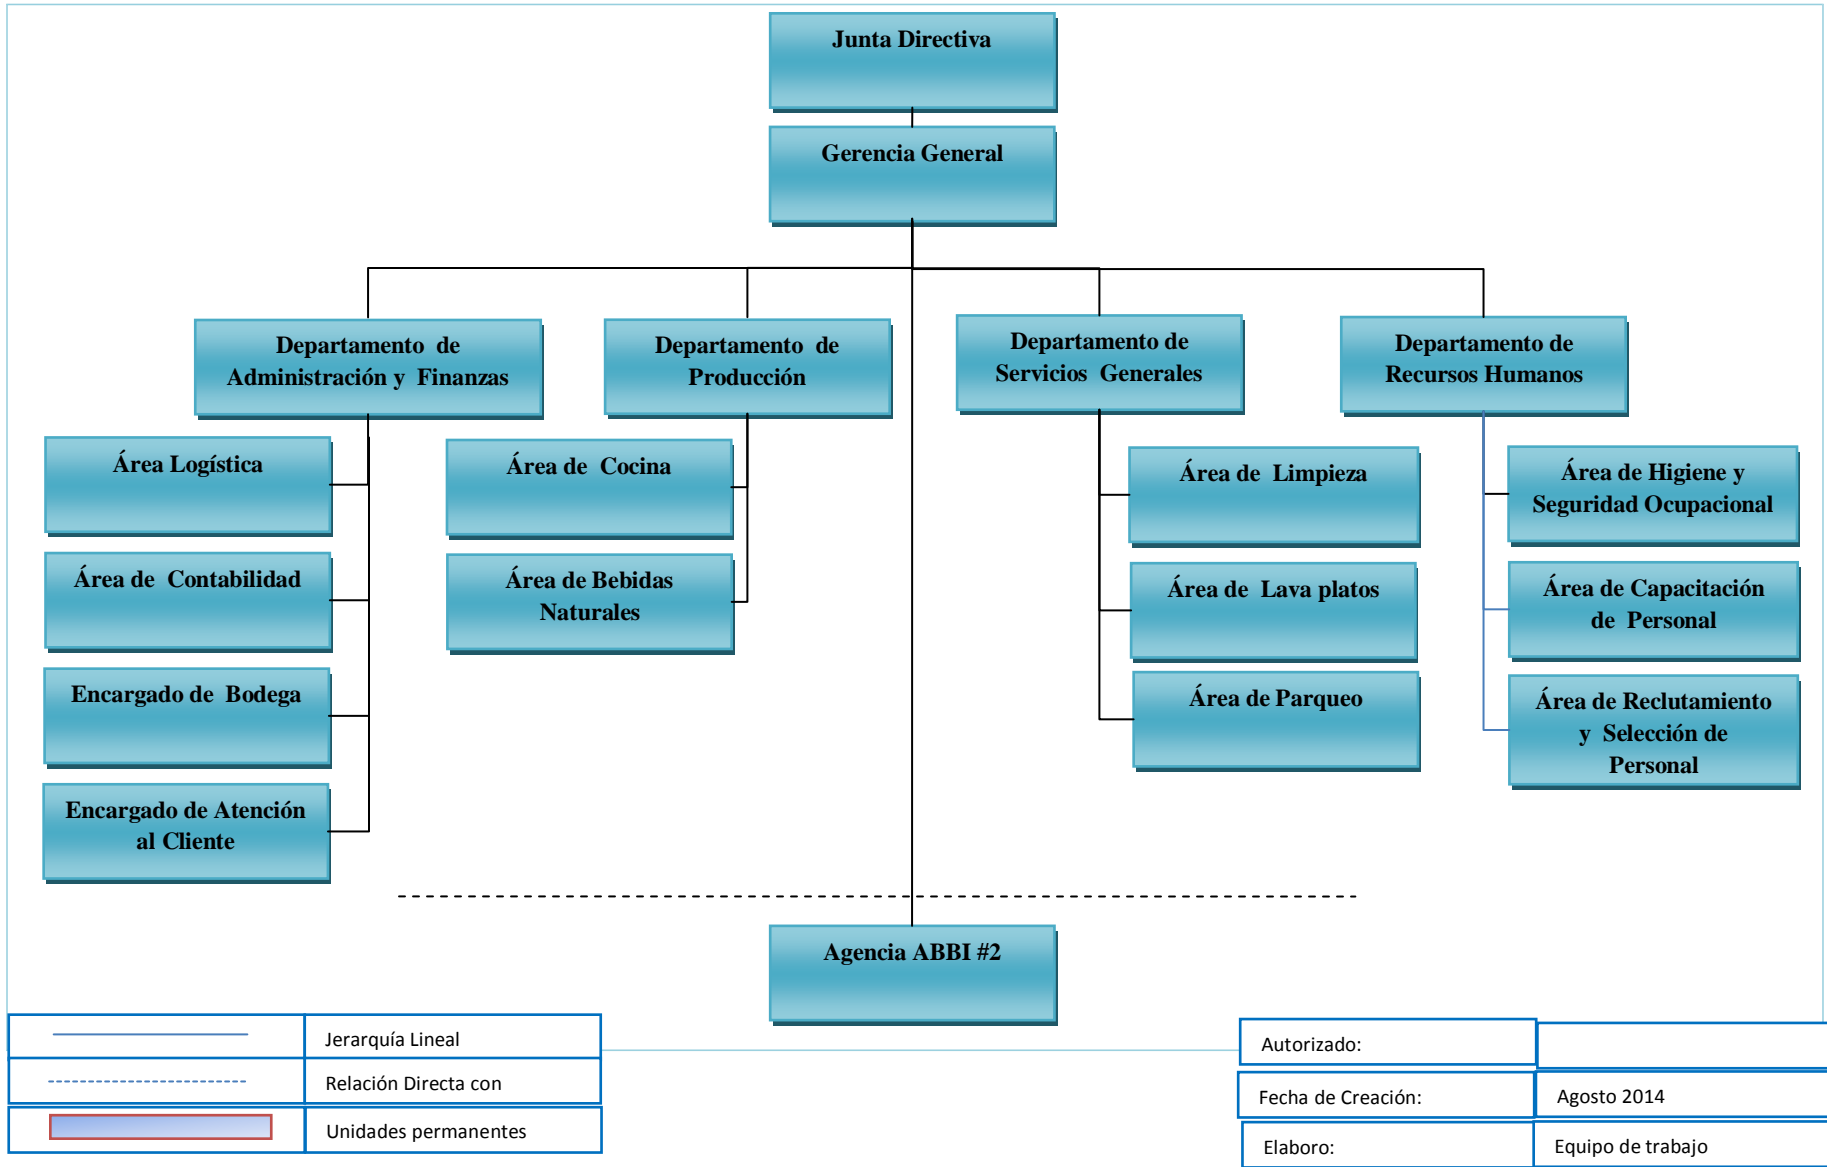 Junta Directiva
Gerencia General
Departamento de
Administración y Finanzas
Departamento de
Producción
Departamento de
Servicios Generales
Departamento de
Recursos Humanos
Área Logística
Área de Contabilidad
Encargado de Bodega
Encargado de Atención
al Cliente
Área de Cocina
Área de Bebidas
Naturales
Área de Limpieza
Área de Lava platos
Área de Parqueo
Área de Higiene y
Seguridad Ocupacional
Área de Capacitación
de Personal
Área de Reclutamiento
y Selección de
Personal
Agencia ABBI #2
Jerarquía Lineal
Relación Directa con
Unidades permanentes
Autorizado:
Fecha de Creación: Agosto 2014
Elaboro: Equipo de trabajo